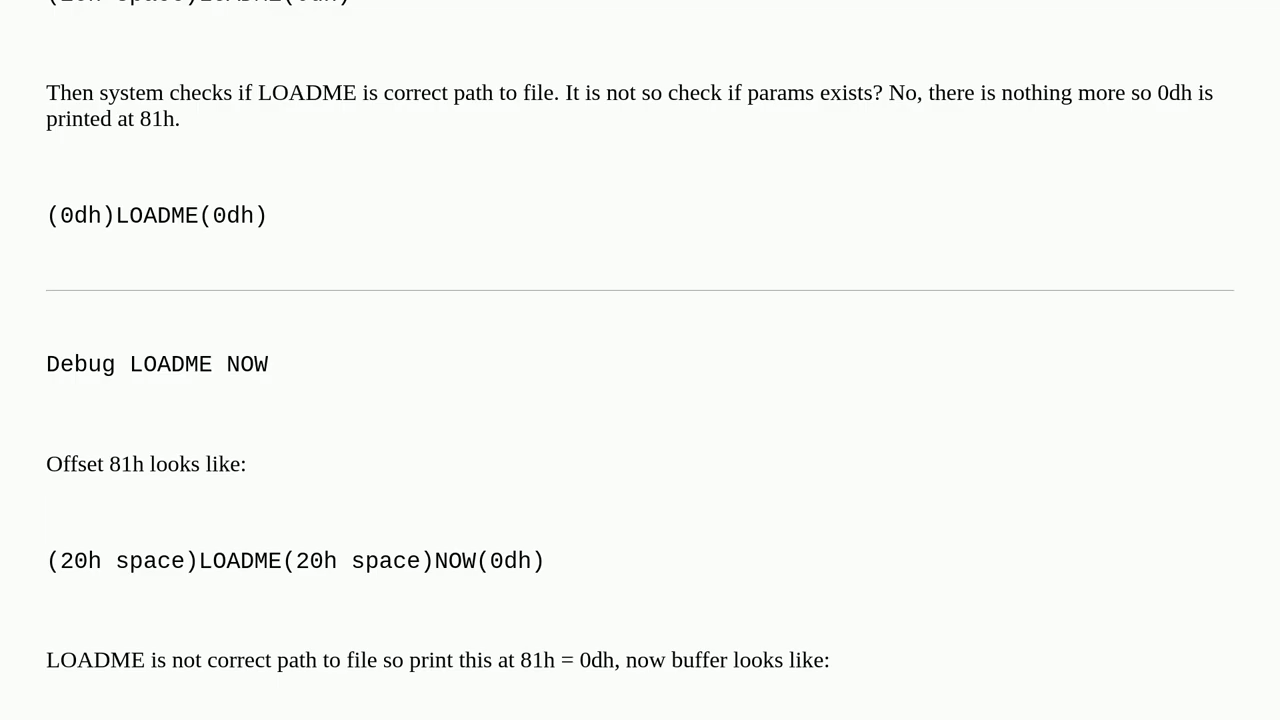 Then system checks if LOADME is correct path to file. It is not so check if params exists? No, there is nothing more so 0dh is
printed at 81h.
(0dh)LOADME(0dh)
Debug LOADME NOW
Offset 81h looks like:
(20h space)LOADME(20h space)NOW(0dh)
LOADME is not correct path to file so print this at 81h = 0dh, now buffer looks like: